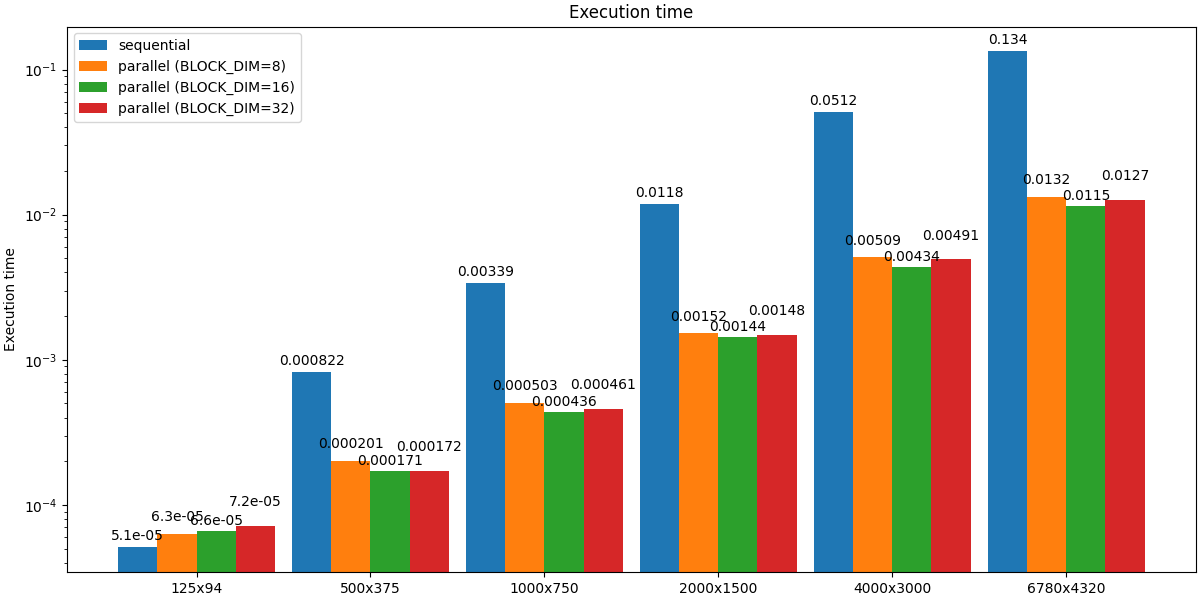 Execution time
sequential
parallel (BLOCK_DIM=8)
parallel (BLOCK_DIM=16)
parallel (BLOCK_DIM=32)
Execution time
10⁻¹
10⁻²
10⁻³
10⁻⁴
5.1e-05
6.3e-05
6.6e-05
7.2e-05
0.000822
0.000201
0.000171
0.000172
0.00339
0.000503
0.000436
0.000461
0.0118
0.00152
0.00144
0.00148
0.0512
0.00509
0.00434
0.00491
0.134
0.0132
0.0115
0.0127
125x94
500x375
1000x750
2000x1500
4000x3000
6780x4320